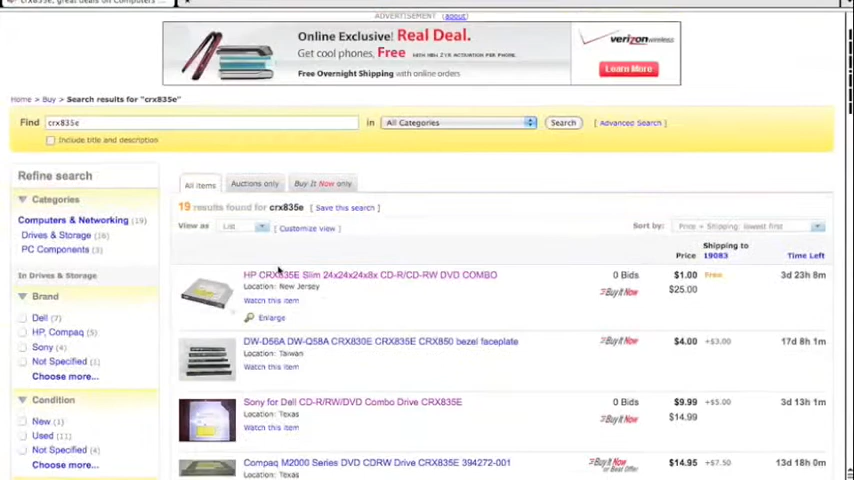 crx835e, great deals on Computers ...
ADVERTISEMENT [about]
Online Exclusive! Real Deal.
Get cool phones, Free WITH NEW 2 YR ACTIVATION PER PHONE.
Free Overnight Shipping with online orders
verizonwireless
Learn More
Home > Buy > Search results for "crx835e"
Find crx835e in All Categories Search [ Advanced Search ]
Include title and description
Refine search
All items Auctions only Buy It Now only
Categories
19 results found for crx835e [ Save this search ]
Computers & Networking (19)
View as List [ Customize view ] Sort by: Price + Shipping: lowest first
Drives & Storage (16)
PC Components (3)
Price Shipping to 19083 Time Left
In Drives & Storage
HP CRX835E Slim 24x24x24x8x CD-R/CD-RW DVD COMBO 0 Bids $1.00 Free 3d 23h 8m
Location: New Jersey Buy It Now $25.00
Watch this item
Enlarge
Brand
Dell (7)
HP, Compaq (5)
Sony (4)
Not Specified (1)
Choose more...
DW-D56A DW-Q58A CRX830E CRX835E CRX850 bezel faceplate Buy It Now $4.00 +$3.00 17d 8h 1m
Location: Taiwan
Watch this item
Condition
Sony for Dell CD-R/RW/DVD Combo Drive CRX835E 0 Bids $9.99 +$5.00 3d 13h 1m
Location: Texas Buy It Now $14.99
Watch this item
New (1)
Used (11)
Not Specified (4)
Choose more...
Compaq M2000 Series DVD CDRW Drive CRX835E 394272-001 Buy It Now or Best Offer $14.95 +$7.50 13d 18h 0m
Location: Texas